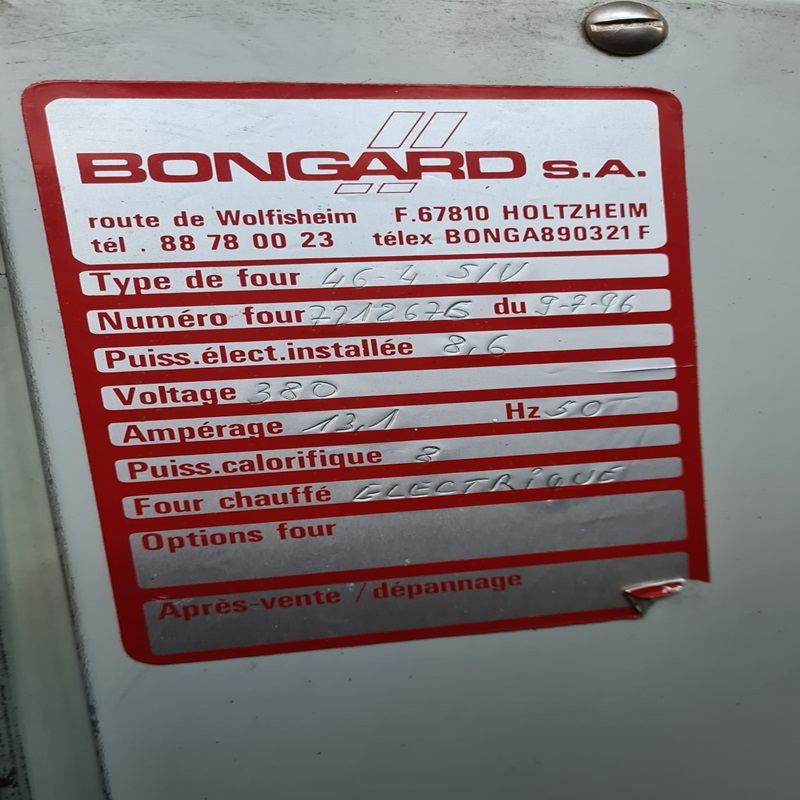 BONGARD S.A.
route de Wolfisheim F.67810 HOLTZHEIM
tél . 88 78 00 23 télex BONGA890321F
Type de four 46-4 S/U
Numéro four 7212676 du 9-7-96
Puiss.élect.installée 8,6
Voltage 380
Ampérage 13,1 Hz 50
Puiss.calorifique 8
Four chauffé ELECTRIQUE
Options four
Après-vente / dépannage